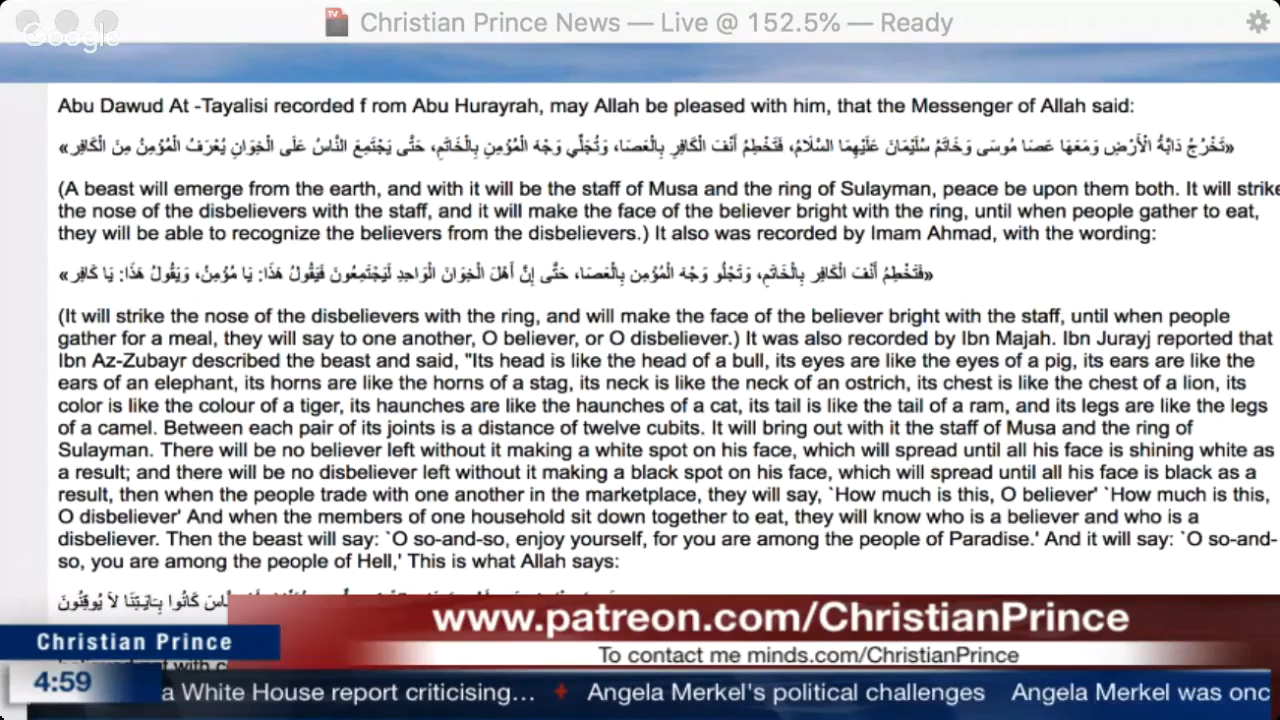 Google
Christian Prince News — Live @ 152.5% — Ready
Abu Dawud At -Tayalisi recorded f rom Abu Hurayrah, may Allah be pleased with him, that the Messenger of Allah said:
«تَخْرُجُ دَابَّةُ الْأَرْضِ وَمَعَهَا عَصَا مُوسَى وَخَاتَمُ سُلَيْمَانَ عَلَيْهِمَا السَّلَامُ، فَتَخْطِمُ أَنْفَ الْكَافِرِ بِالْعَصَا، وَتُجَلِّي وَجْهَ الْمُؤْمِنِ بِالْخَاتَمِ، حَتَّى يَجْتَمِعَ النَّاسُ عَلَى الْخِوَانِ يُعْرَفُ الْمُؤْمِنُ مِنَ الْكَافِرِ»
(A beast will emerge from the earth, and with it will be the staff of Musa and the ring of Sulayman, peace be upon them both. It will strike
the nose of the disbelievers with the staff, and it will make the face of the believer bright with the ring, until when people gather to eat,
they will be able to recognize the believers from the disbelievers.) It also was recorded by Imam Ahmad, with the wording:
«فَتَخْطِمُ أَنْفَ الْكَافِرِ بِالْخَاتَمِ، وَتَجْلُو وَجْهَ الْمُؤْمِنِ بِالْعَصَا، حَتَّى إِنَّ أَهْلَ الْخِوَانِ الْوَاحِدِ لَيَجْتَمِعُونَ فَيَقُولُ هَذَا: يَا مُؤْمِنُ، وَيَقُولُ هَذَا: يَا كَافِر»
(It will strike the nose of the disbelievers with the ring, and will make the face of the believer bright with the staff, until when people
gather for a meal, they will say to one another, O believer, or O disbeliever.) It was also recorded by Ibn Majah. Ibn Jurayj reported that
Ibn Az-Zubayr described the beast and said, "Its head is like the head of a bull, its eyes are like the eyes of a pig, its ears are like the
ears of an elephant, its horns are like the horns of a stag, its neck is like the neck of an ostrich, its chest is like the chest of a lion, its
color is like the colour of a tiger, its haunches are like the haunches of a cat, its tail is like the tail of a ram, and its legs are like the legs
of a camel. Between each pair of its joints is a distance of twelve cubits. It will bring out with it the staff of Musa and the ring of
Sulayman. There will be no believer left without it making a white spot on his face, which will spread until all his face is shining white as
a result; and there will be no disbeliever left without it making a black spot on his face, which will spread until all his face is black as a
result, then when the people trade with one another in the marketplace, they will say, `How much is this, O believer' `How much is this,
O disbeliever' And when the members of one household sit down together to eat, they will know who is a believer and who is a
disbeliever. Then the beast will say: `O so-and-so, enjoy yourself, for you are among the people of Paradise.' And it will say: `O so-and-
so, you are among the people of Hell,' This is what Allah says:
كَانُوا بِـَايَـتِنَا لاَ يُوقِنُونَ
www.patreon.com/ChristianPrince
Christian Prince
To contact me minds.com/ChristianPrince
with
4:59
a White House report criticising... + Angela Merkel's political challenges Angela Merkel was onc